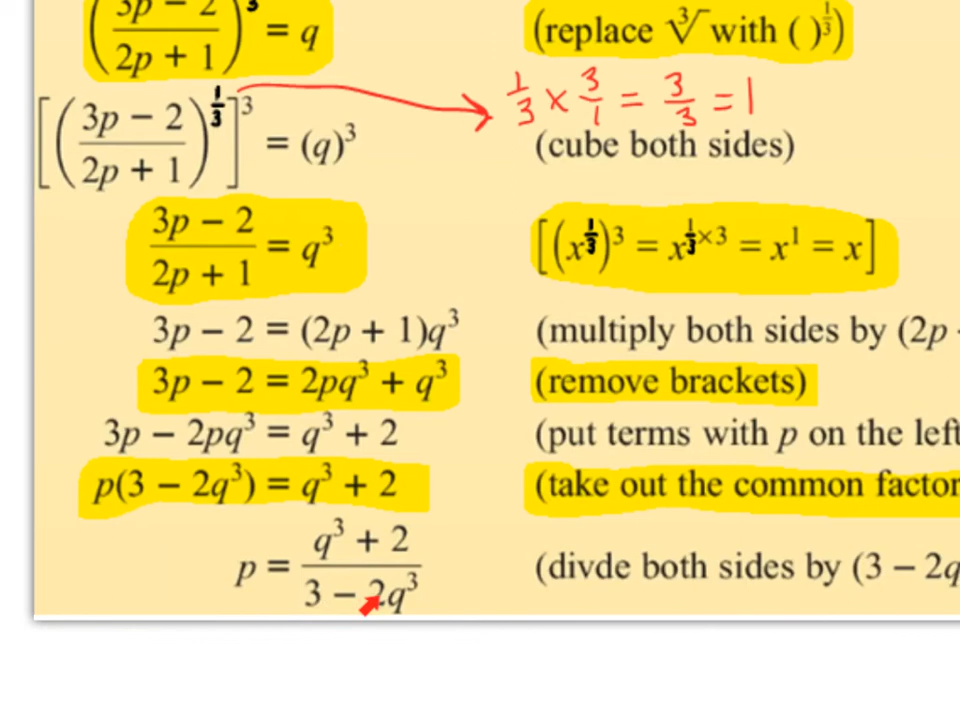 (3p − 2 / 2p + 1)^3 = q (replace ∛ with ( )^1/3)
1/3 × 3/1 = 3/3 = 1
[((3p − 2)/(2p + 1))^1/3]^3 = (q)^3 (cube both sides)
(3p − 2)/(2p + 1) = q^3 [(x^1/3)^3 = x^1/3×3 = x^1 = x]
3p − 2 = (2p + 1)q^3 (multiply both sides by (2p
3p − 2 = 2pq^3 + q^3 (remove brackets)
3p − 2pq^3 = q^3 + 2 (put terms with p on the left
p(3 − 2q^3) = q^3 + 2 (take out the common factor
p = (q^3 + 2)/(3 − 2q^3) (divde both sides by (3 − 2q